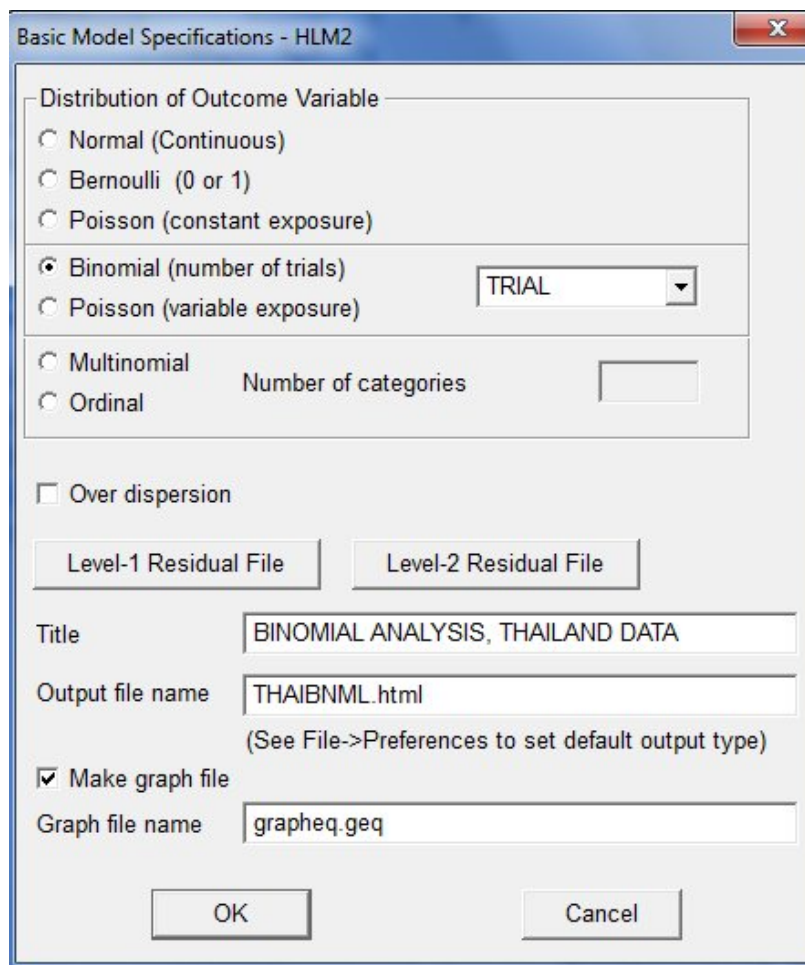 Basic Model Specifications - HLM2
Distribution of Outcome Variable
Normal (Continuous)
Bernoulli (0 or 1)
Poisson (constant exposure)
Binomial (number of trials)
TRIAL
Poisson (variable exposure)
Multinomial
Number of categories
Ordinal
Over dispersion
Level-1 Residual File
Level-2 Residual File
Title
BINOMIAL ANALYSIS, THAILAND DATA
Output file name
THAIBNML.html
(See File->Preferences to set default output type)
Make graph file
Graph file name
grapheq.geq
OK
Cancel